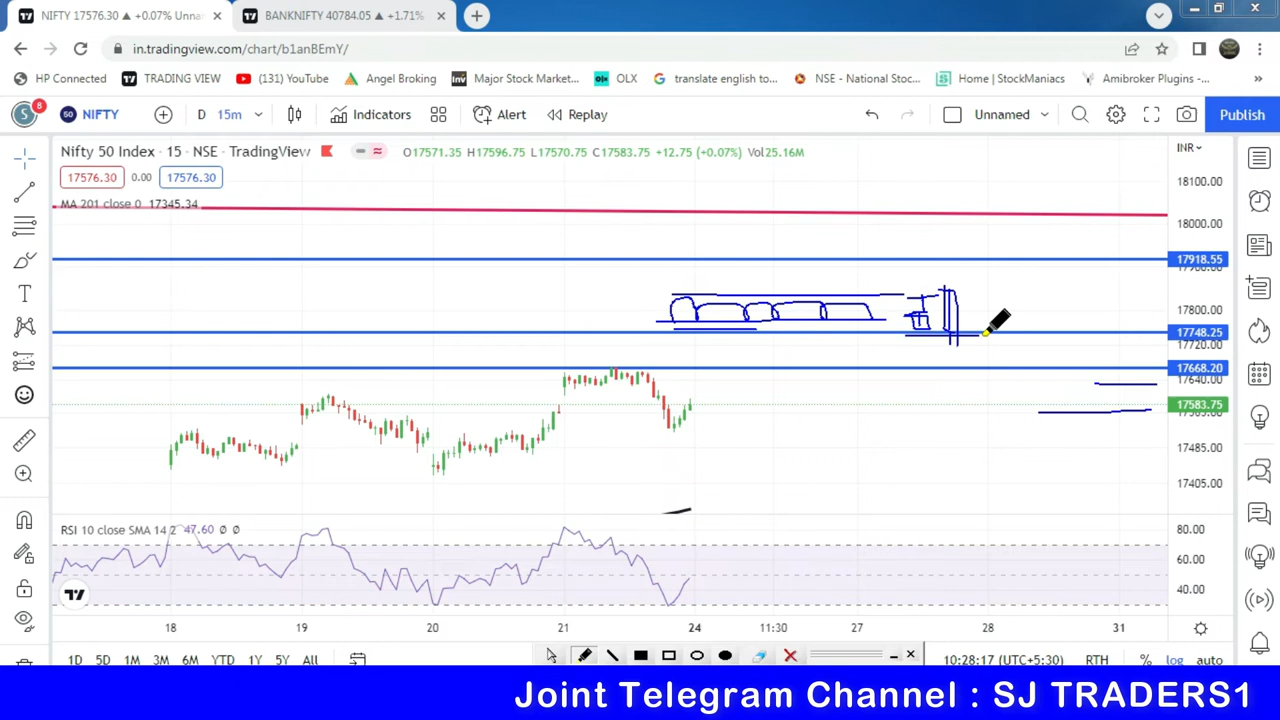 NIFTY 17576.30 ▲ +0.07% Unna
BANKNIFTY 40784.05 ▲ +1.71%
in.tradingview.com/chart/b1anBEmY/
HP Connected TRADING VIEW (131) YouTube Angel Broking Major Stock Market... OLX translate english to... NSE - National Stoc... Home | StockManiacs Amibroker Plugins -... »
S 8 50 NIFTY D 15m Indicators Alert Replay Unnamed Publish
Nifty 50 Index · 15 · NSE · TradingView O17571.35 H17596.75 L17570.75 C17583.75 +12.75 (+0.07%) Vol25.16M INR
17576.30 0.00 17576.30
18100.00
MA 201 close 0 17345.34
18000.00
17918.55
17900.00
17800.00
17748.25
17720.00
17668.20
17640.00
17583.75
17485.00
17405.00
RSI 10 close SMA 14 2 47.60 Ø Ø
80.00
60.00
40.00
18 19 20 21 24 11:30 27 28 31
1D 5D 1M 3M 6M YTD 1Y 5Y All 10:28:17 (UTC+5:30) RTH % log auto
Joint Telegram Channel : SJ TRADERS1